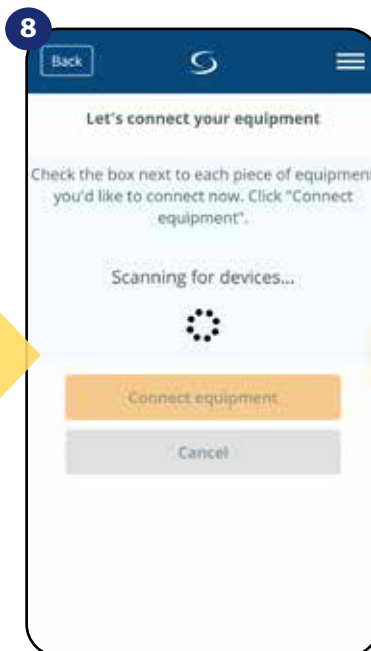 8
Back
Let's connect your equipment
Check the box next to each piece of equipment
you'd like to connect now. Click "Connect
equipment".
Scanning for devices...
Connect equipment
Cancel